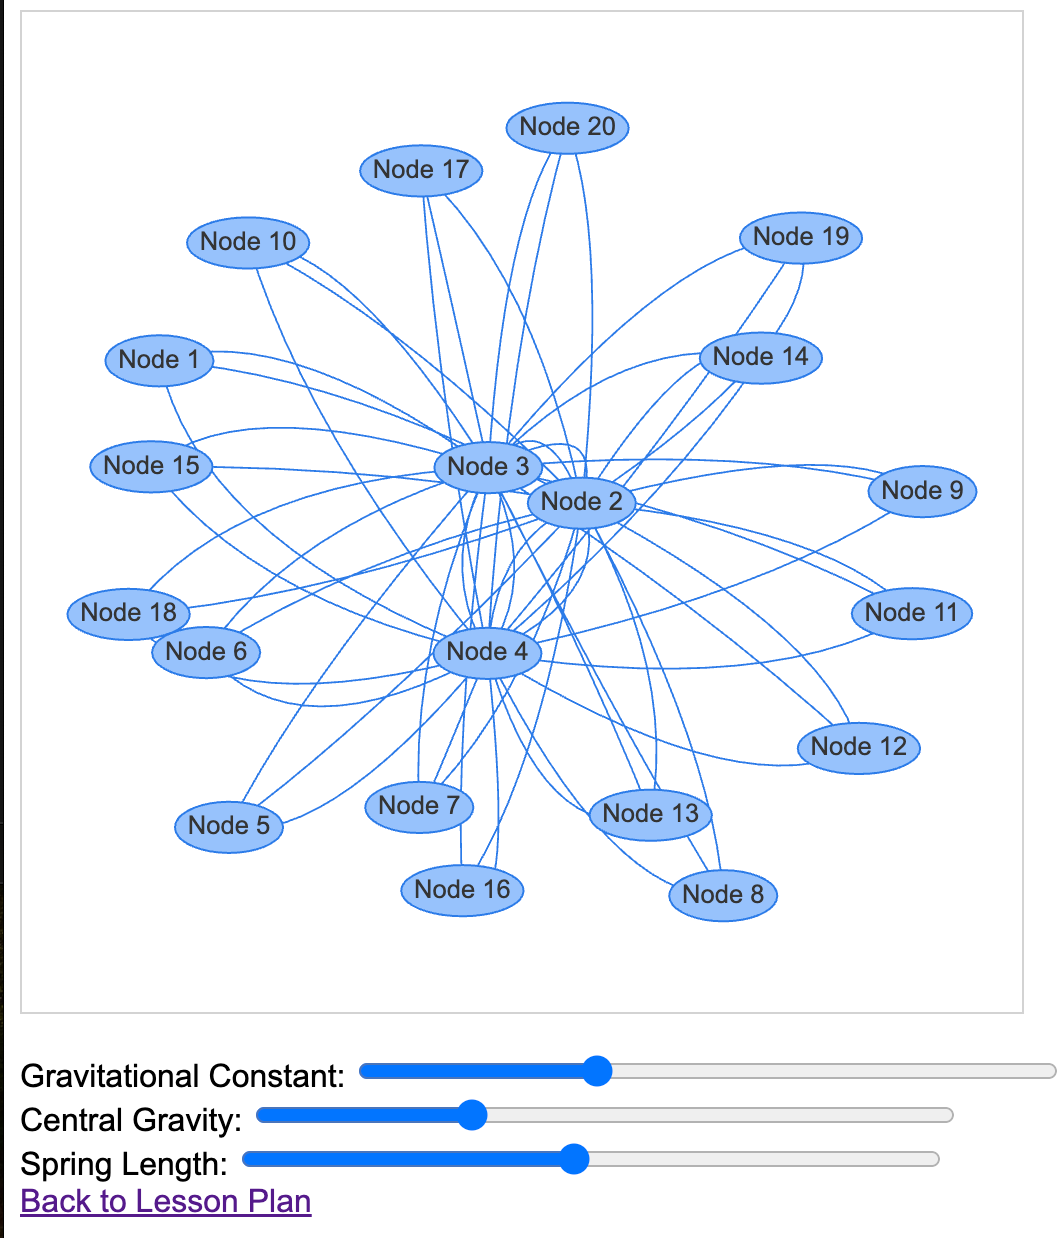 Node 20
Node 17
Node 19
Node 10
Node 14
Node 1
Node 15
Node 3
Node 9
Node 2
Node 18
Node 11
Node 6
Node 4
Node 12
Node 7
Node 13
Node 5
Node 16
Node 8
Gravitational Constant:
Central Gravity:
Spring Length:
Back to Lesson Plan